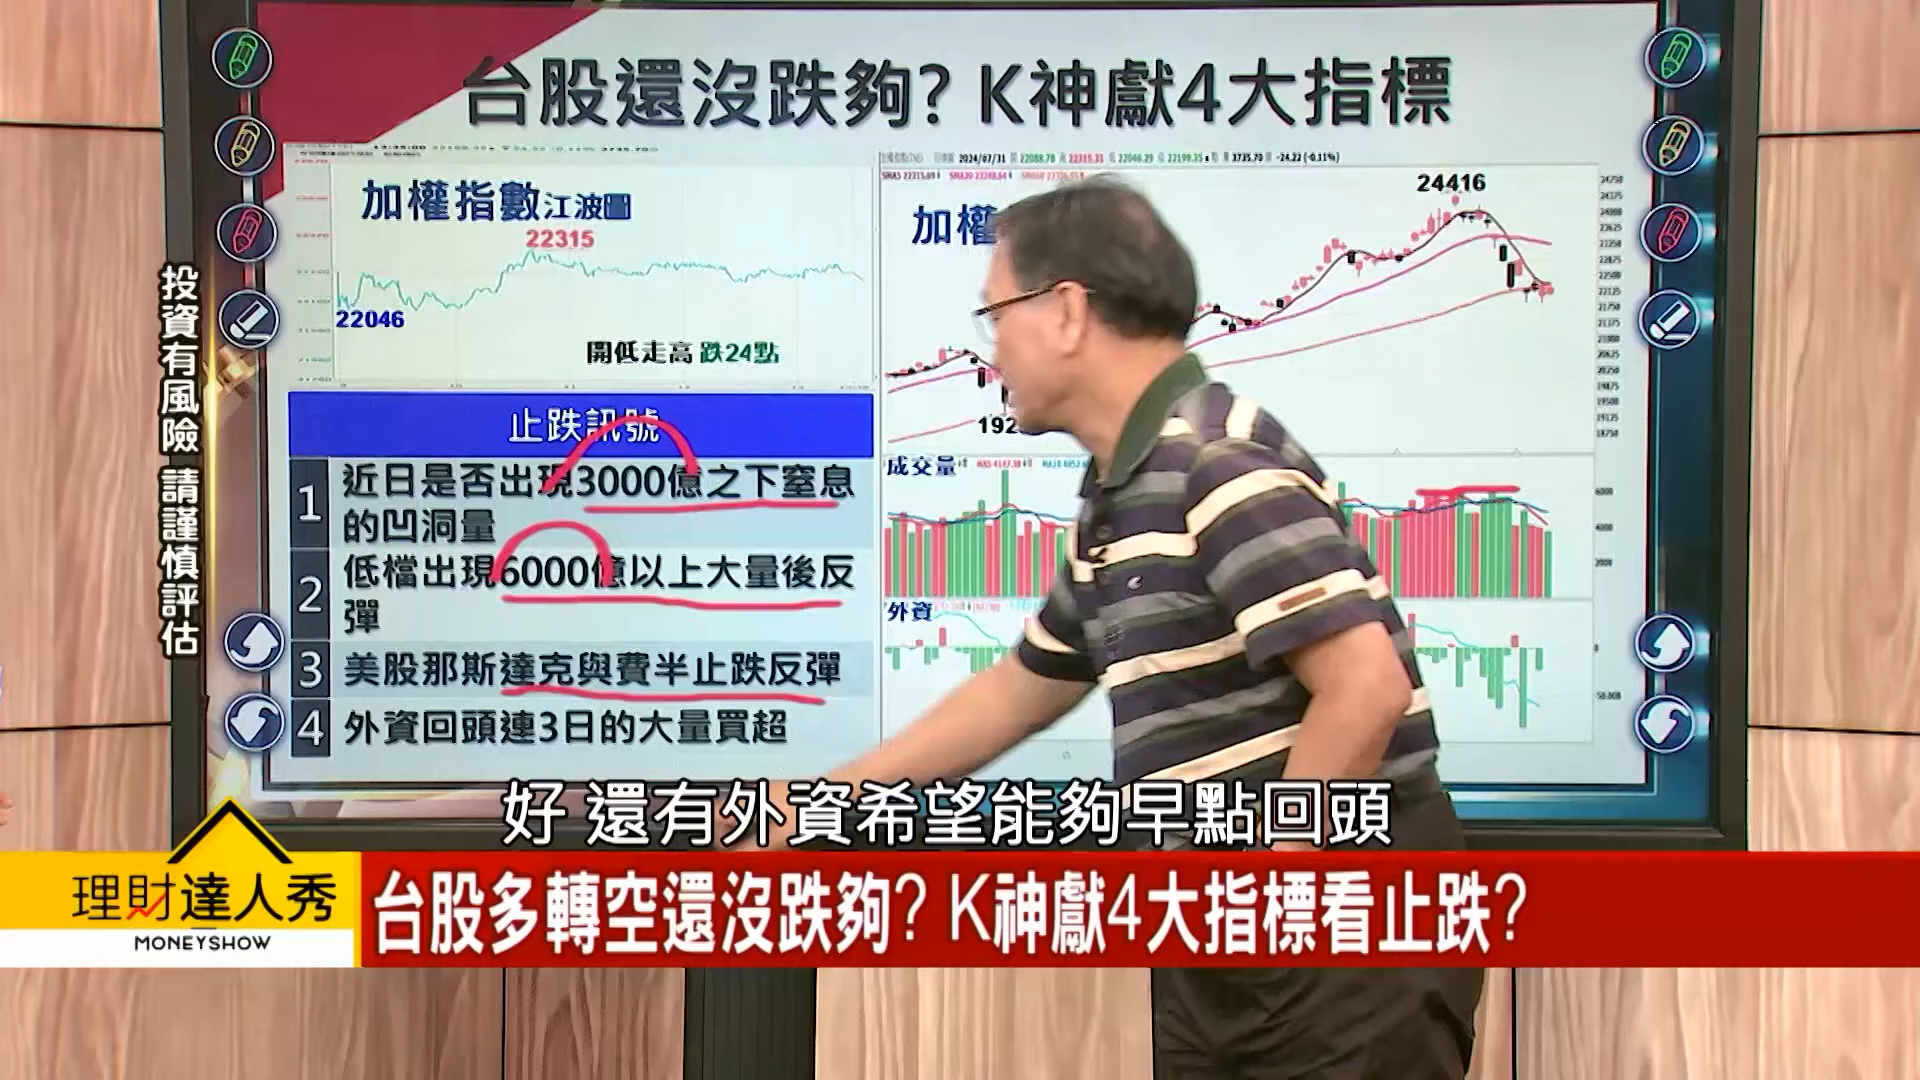 台股還沒跌夠? K神獻4大指標
加權指數江波圖
22315
22046
開低走高 跌24點
止跌訊號
1 近日是否出現3000億之下窒息
的凹洞量
2 低檔出現6000億以上大量後反
彈
3 美股那斯達克與費半止跌反彈
4 外資回頭連3日的大量買超
2024/07/31
加權
24416
192
成交量
外資
投資有風險 請謹慎評估
好 還有外資希望能夠早點回頭
理財達人秀
MONEYSHOW
台股多轉空還沒跌夠? K神獻4大指標看止跌?